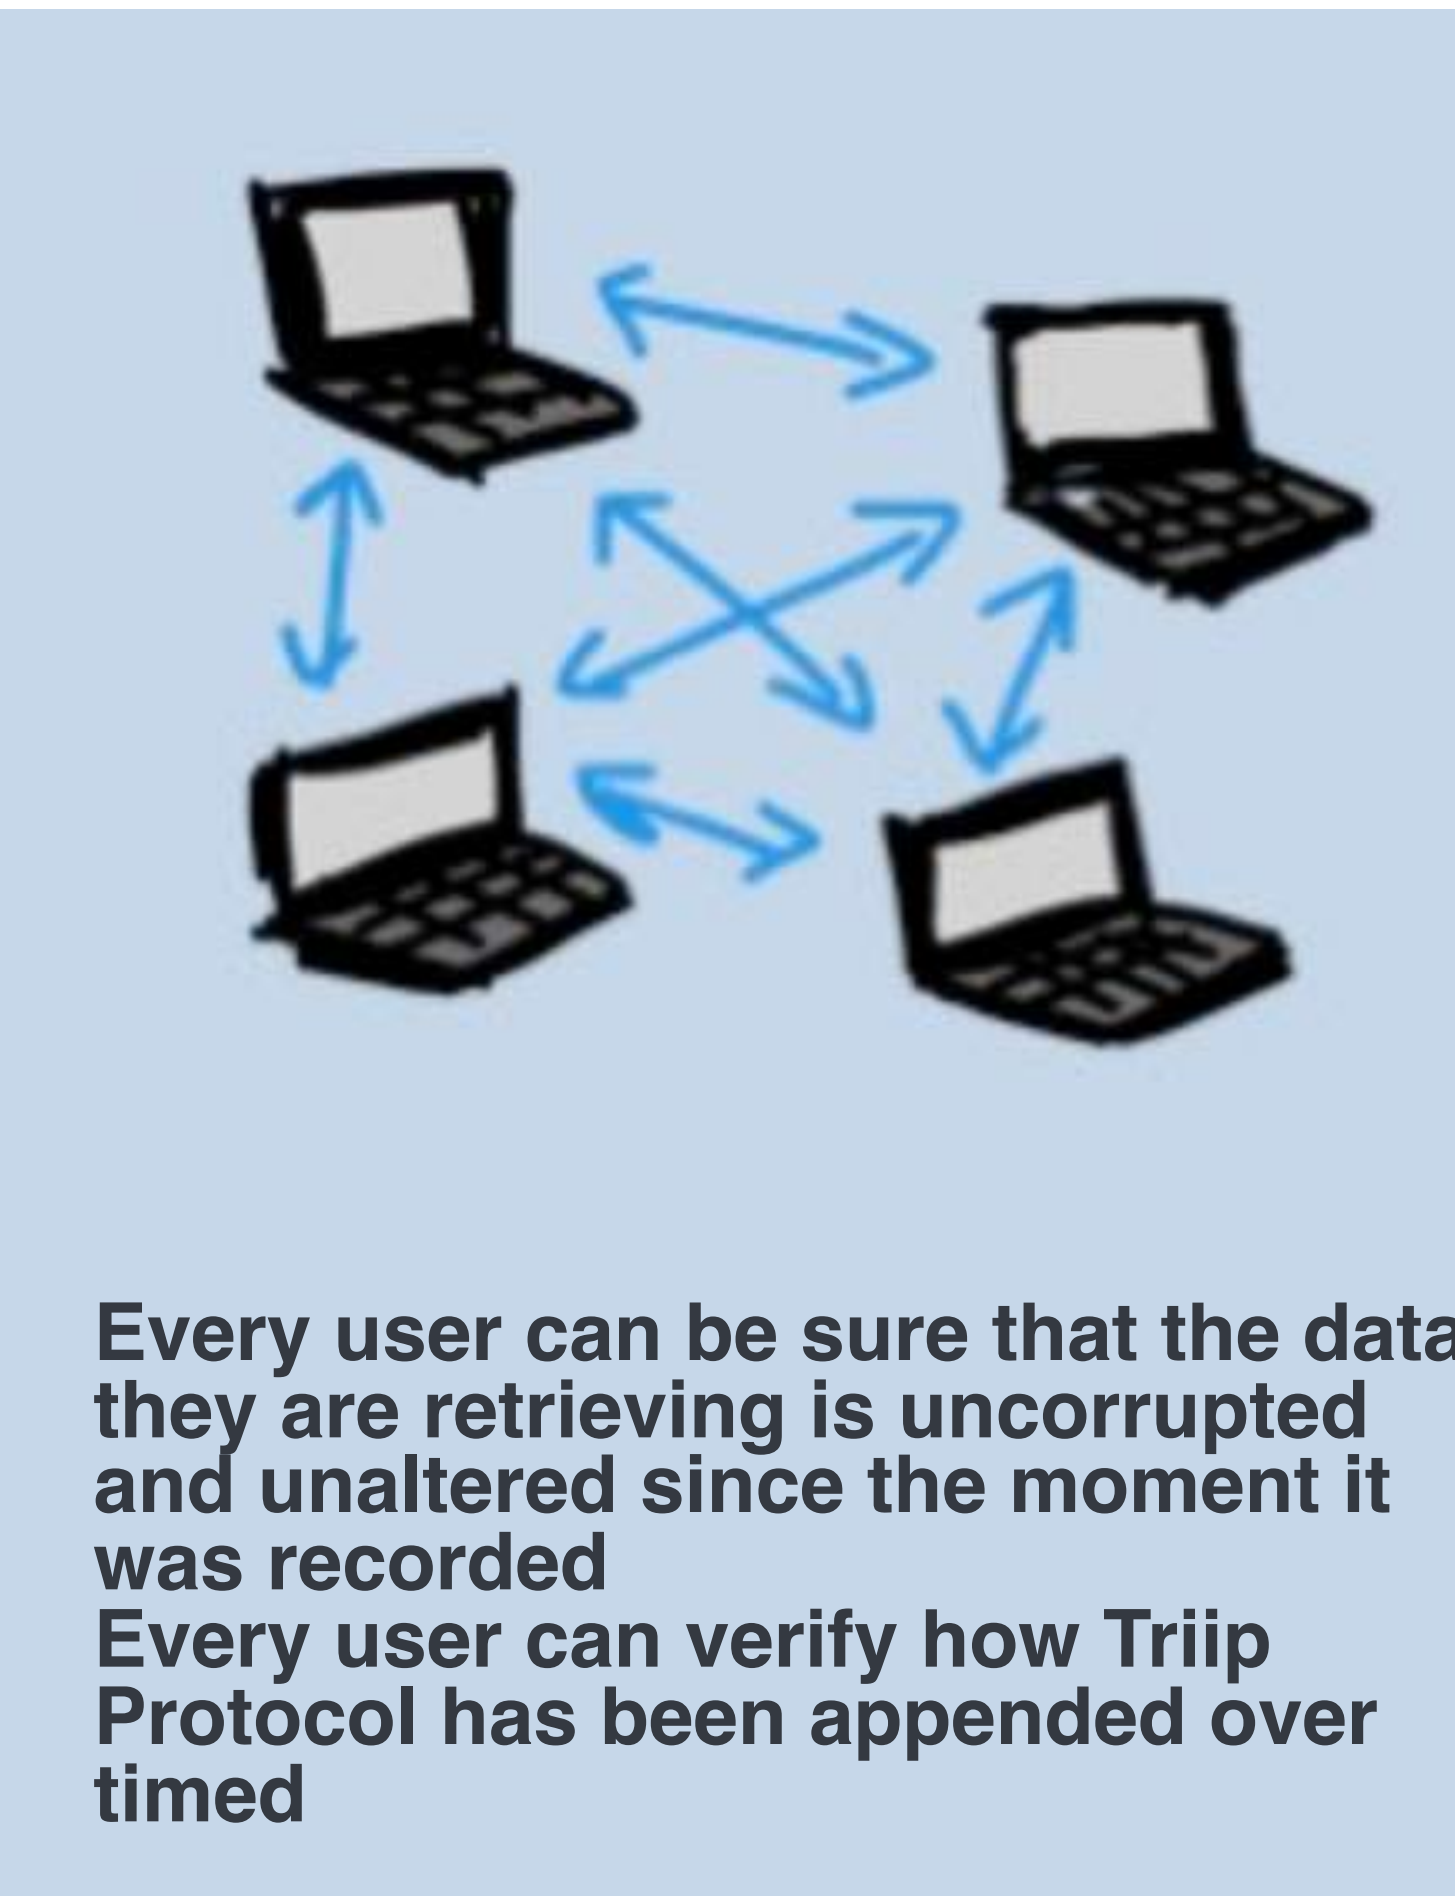 Every user can be sure that the data
they are retrieving is uncorrupted
and unaltered since the moment it
was recorded
Every user can verify how Triip
Protocol has been appended over
timed